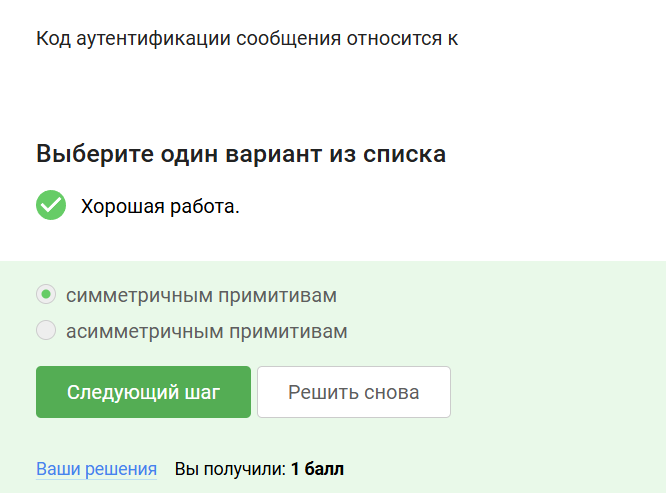 Код аутентификации сообщения относится к
Выберите один вариант из списка
Хорошая работа.
симметричным примитивам
асимметричным примитивам
Следующий шаг Решить снова
Ваши решения Вы получили: 1 балл